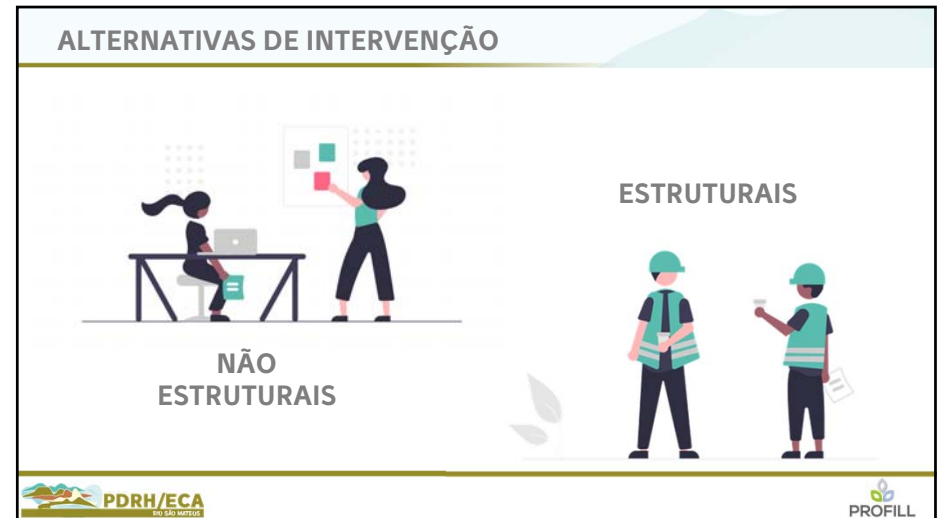 ALTERNATIVAS DE INTERVENÇÃO
NÃO
ESTRUTURAIS
ESTRUTURAIS
PDRH/ECA
RIO SÃO MATEUS
PROFILL